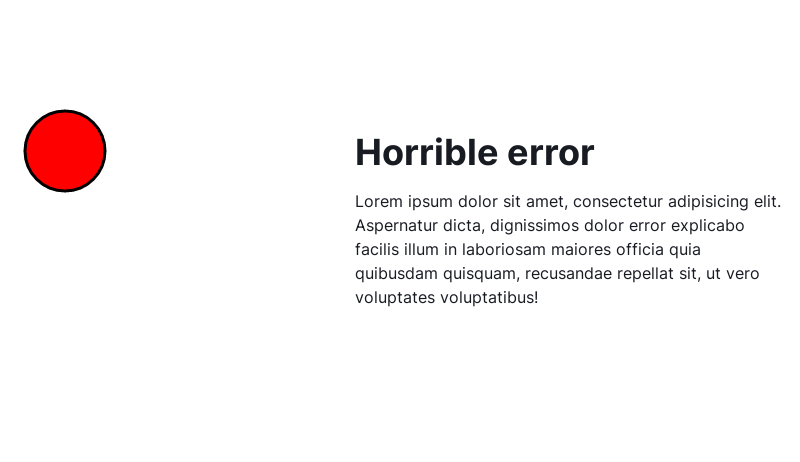 Horrible error
Lorem ipsum dolor sit amet, consectetur adipisicing elit.
Aspernatur dicta, dignissimos dolor error explicabo
facilis illum in laboriosam maiores officia quia
quibusdam quisquam, recusandae repellat sit, ut vero
voluptates voluptatibus!